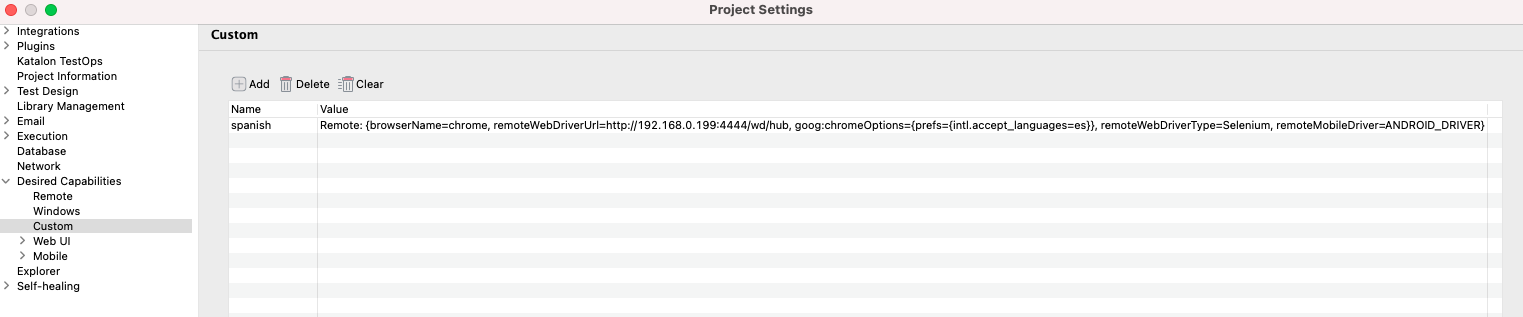 Project Settings
Integrations
Plugins
Katalon TestOps
Project Information
Test Design
Library Management
Email
Execution
Database
Network
Desired Capabilities
Remote
Windows
Custom
Web UI
Mobile
Explorer
Self-healing
Custom
Add Delete Clear
Name Value
spanish Remote: {browserName=chrome, remoteWebDriverUrl=http://192.168.0.199:4444/wd/hub, goog:chromeOptions={prefs={intl.accept_languages=es}}, remoteWebDriverType=Selenium, remoteMobileDriver=ANDROID_DRIVER}